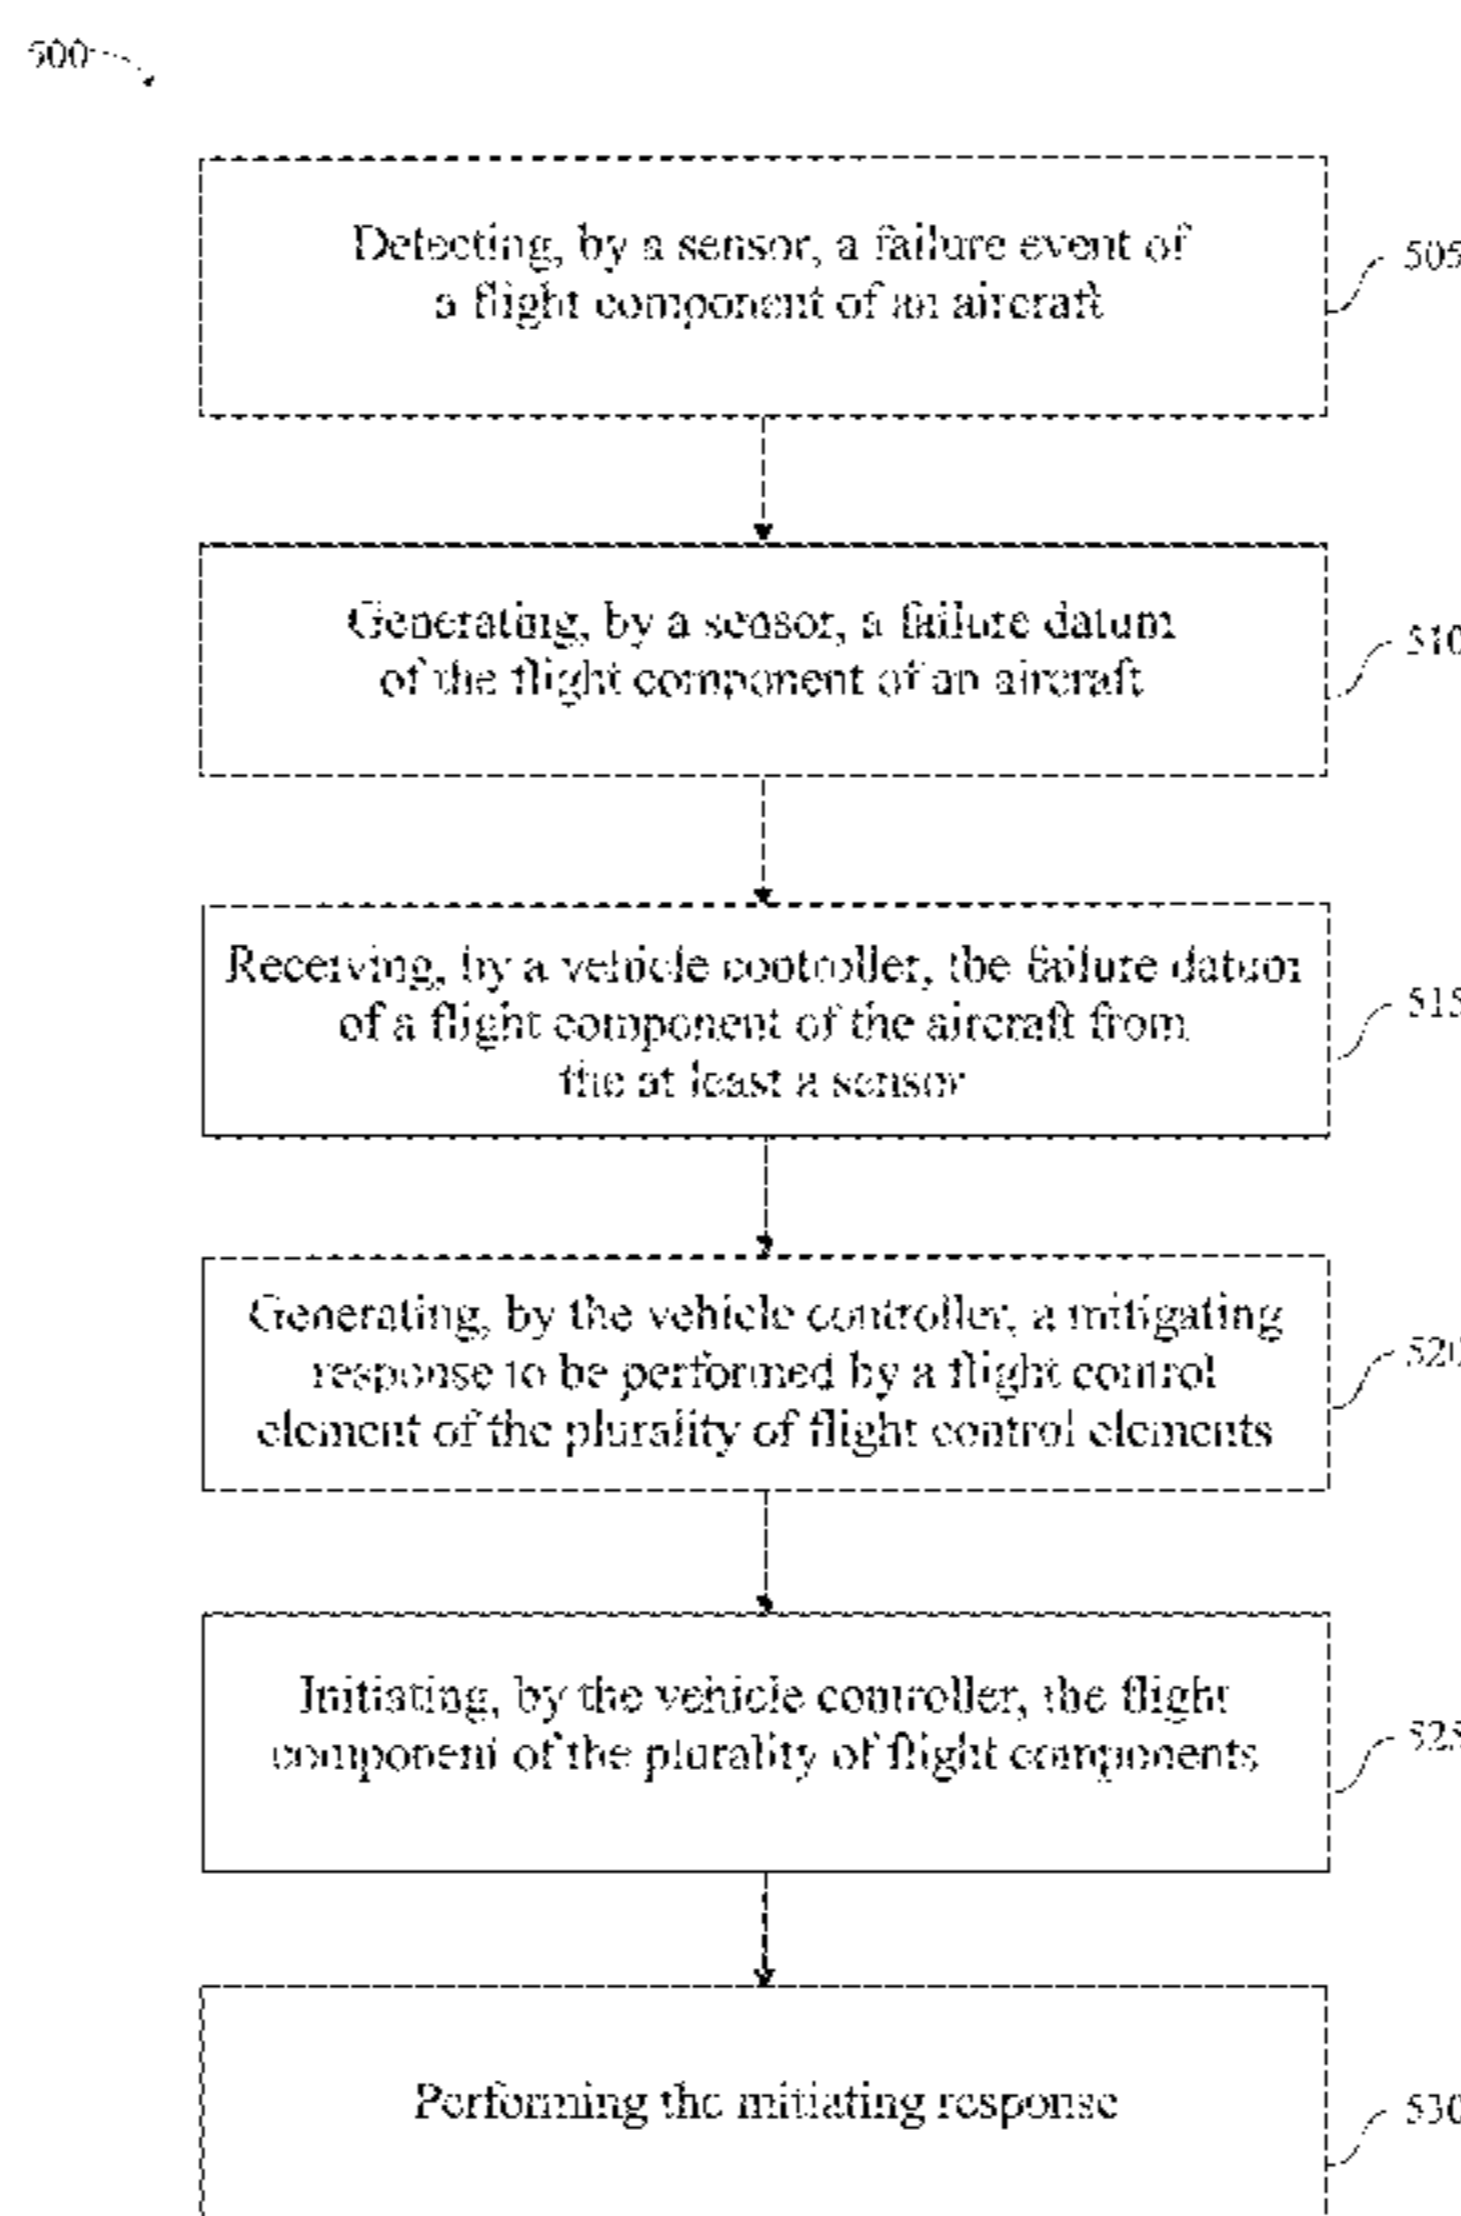 500
Detecting, by a sensor, a failure event of
a flight component of an aircraft
505
Generating, by a sensor, a failure datum
of the flight component of an aircraft
510
Receiving, by a vehicle controller, the failure datum
of a flight component of the aircraft from
the at least a sensor
515
Generating, by the vehicle controller, a mitigating
response to be performed by a flight control
element of the plurality of flight control elements
520
Initiating, by the vehicle controller, the flight
component of the plurality of flight components
525
Performing the mitiating response
530